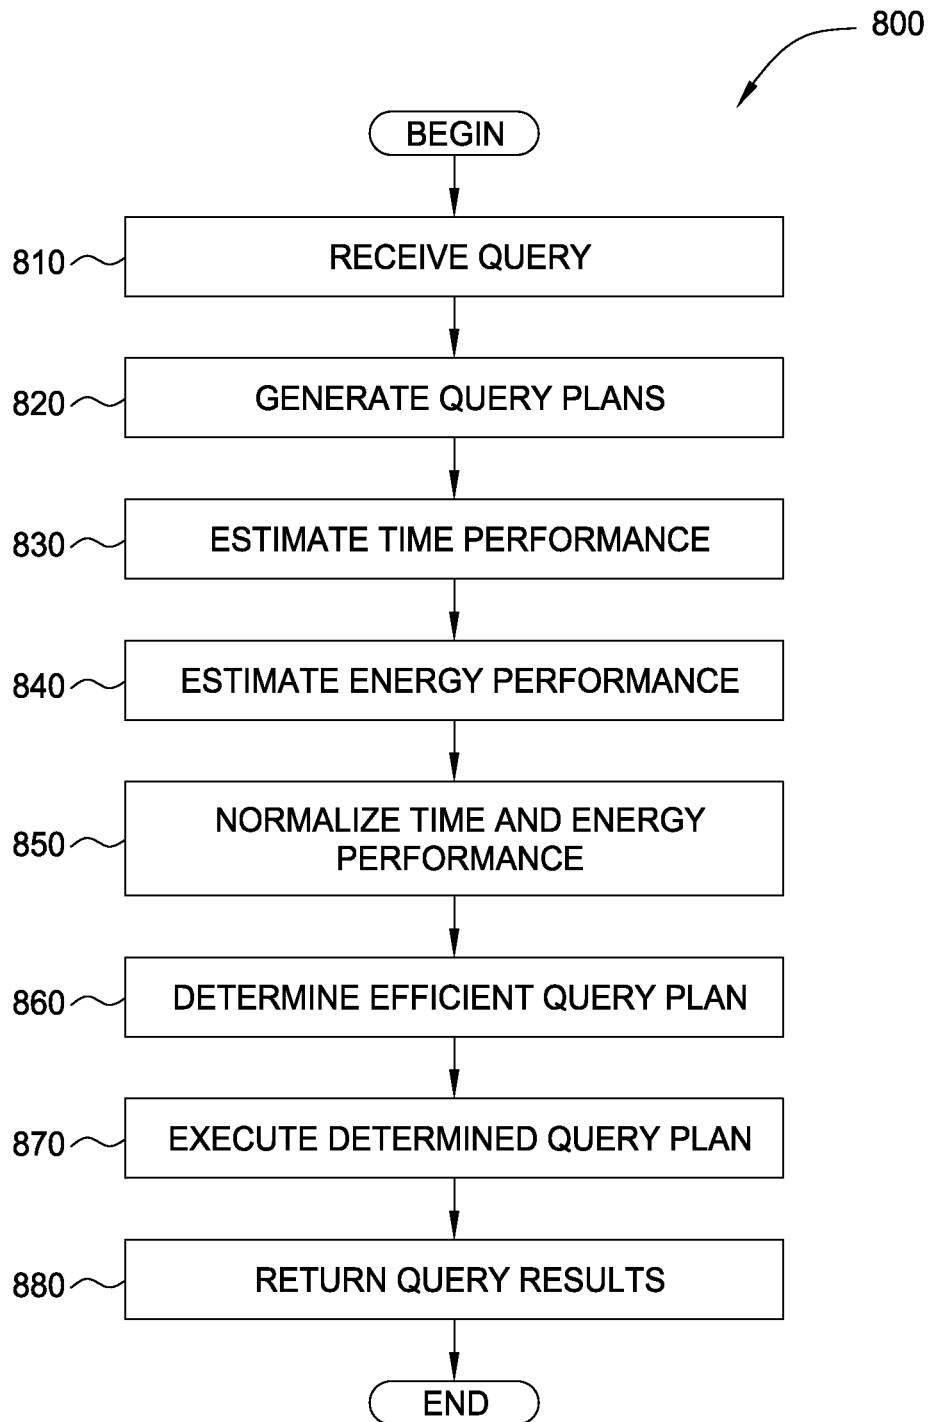 800
BEGIN
810
RECEIVE QUERY
820
GENERATE QUERY PLANS
830
ESTIMATE TIME PERFORMANCE
840
ESTIMATE ENERGY PERFORMANCE
850
NORMALIZE TIME AND ENERGY
PERFORMANCE
860
DETERMINE EFFICIENT QUERY PLAN
870
EXECUTE DETERMINED QUERY PLAN
880
RETURN QUERY RESULTS
END